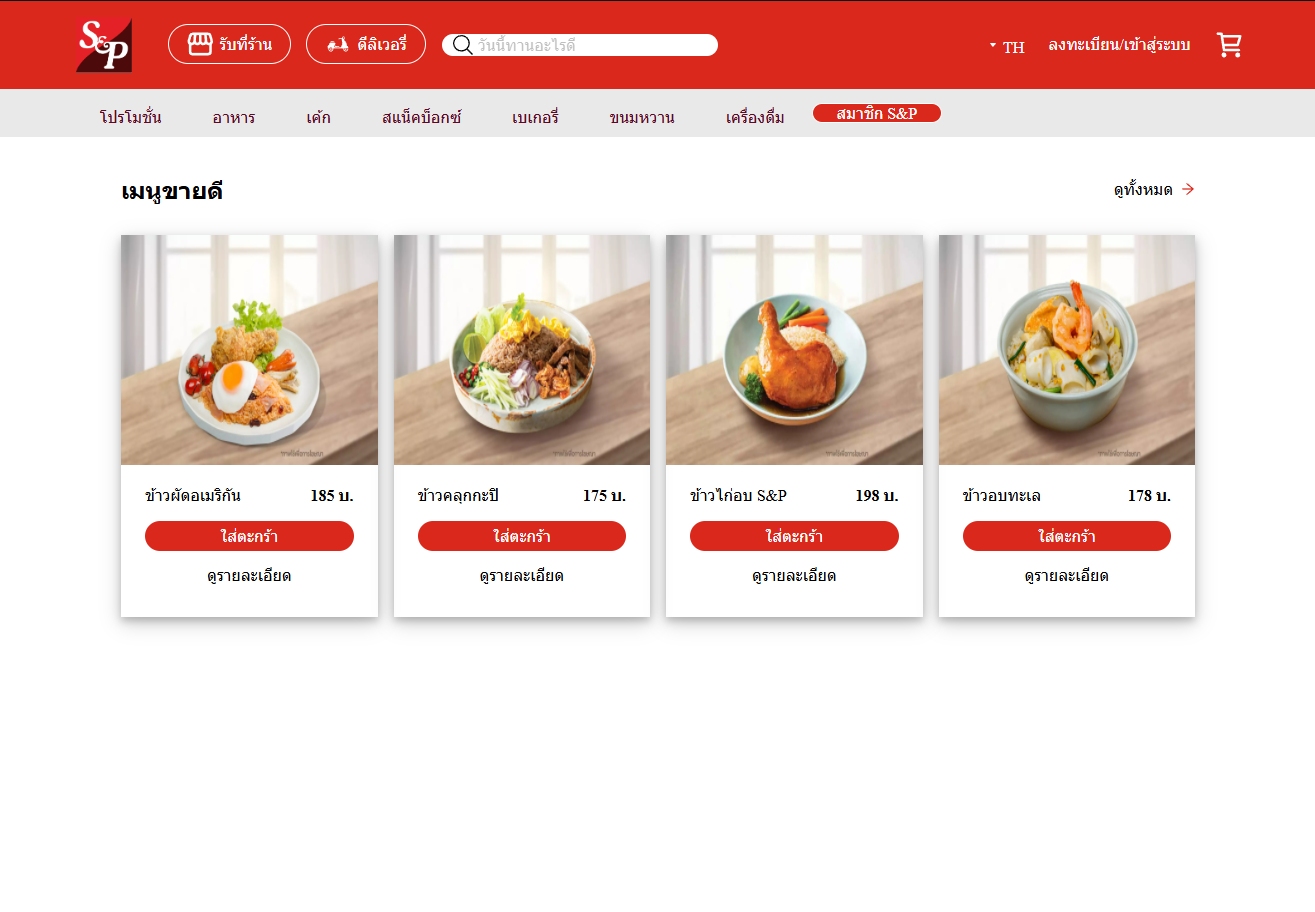 S&P
รับที่ร้าน
ดีลิเวอรี่
วันนี้ทานอะไรดี
TH
ลงทะเบียน/เข้าสู่ระบบ
โปรโมชั่น
อาหาร
เค้ก
สแน็คบ็อกซ์
เบเกอรี่
ขนมหวาน
เครื่องดื่ม
สมาชิก S&P
เมนูขายดี
ดูทั้งหมด
ข้าวผัดอเมริกัน 185 บ.
ใส่ตะกร้า
ดูรายละเอียด
ข้าวคลุกกะปิ 175 บ.
ใส่ตะกร้า
ดูรายละเอียด
ข้าวไก่อบ S&P 198 บ.
ใส่ตะกร้า
ดูรายละเอียด
ข้าวอบทะเล 178 บ.
ใส่ตะกร้า
ดูรายละเอียด